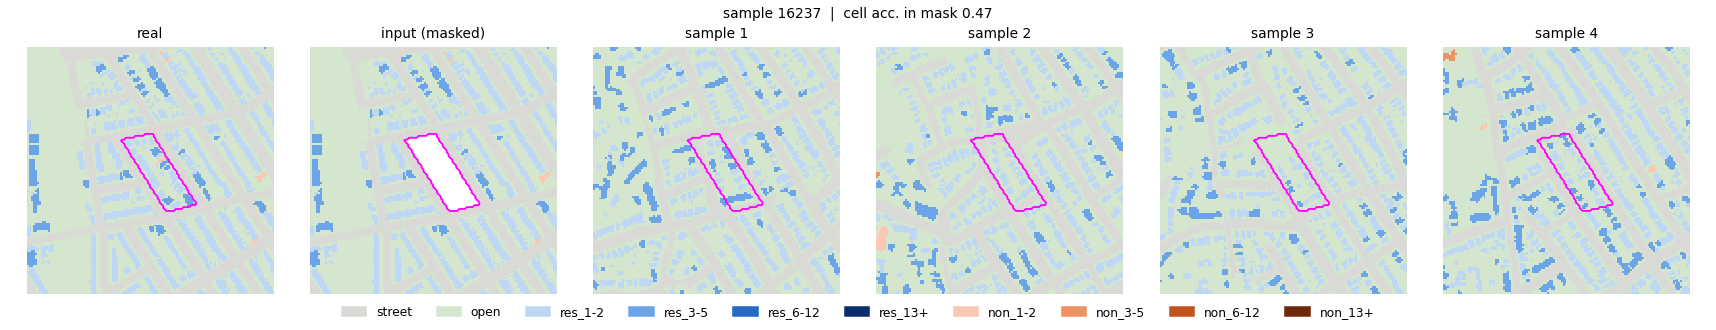 sample 16237 | cell acc. in mask 0.47
real
input (masked)
sample 1
sample 2
sample 3
sample 4
street
open
res_1-2
res_3-5
res_6-12
res_13+
non_1-2
non_3-5
non_6-12
non_13+